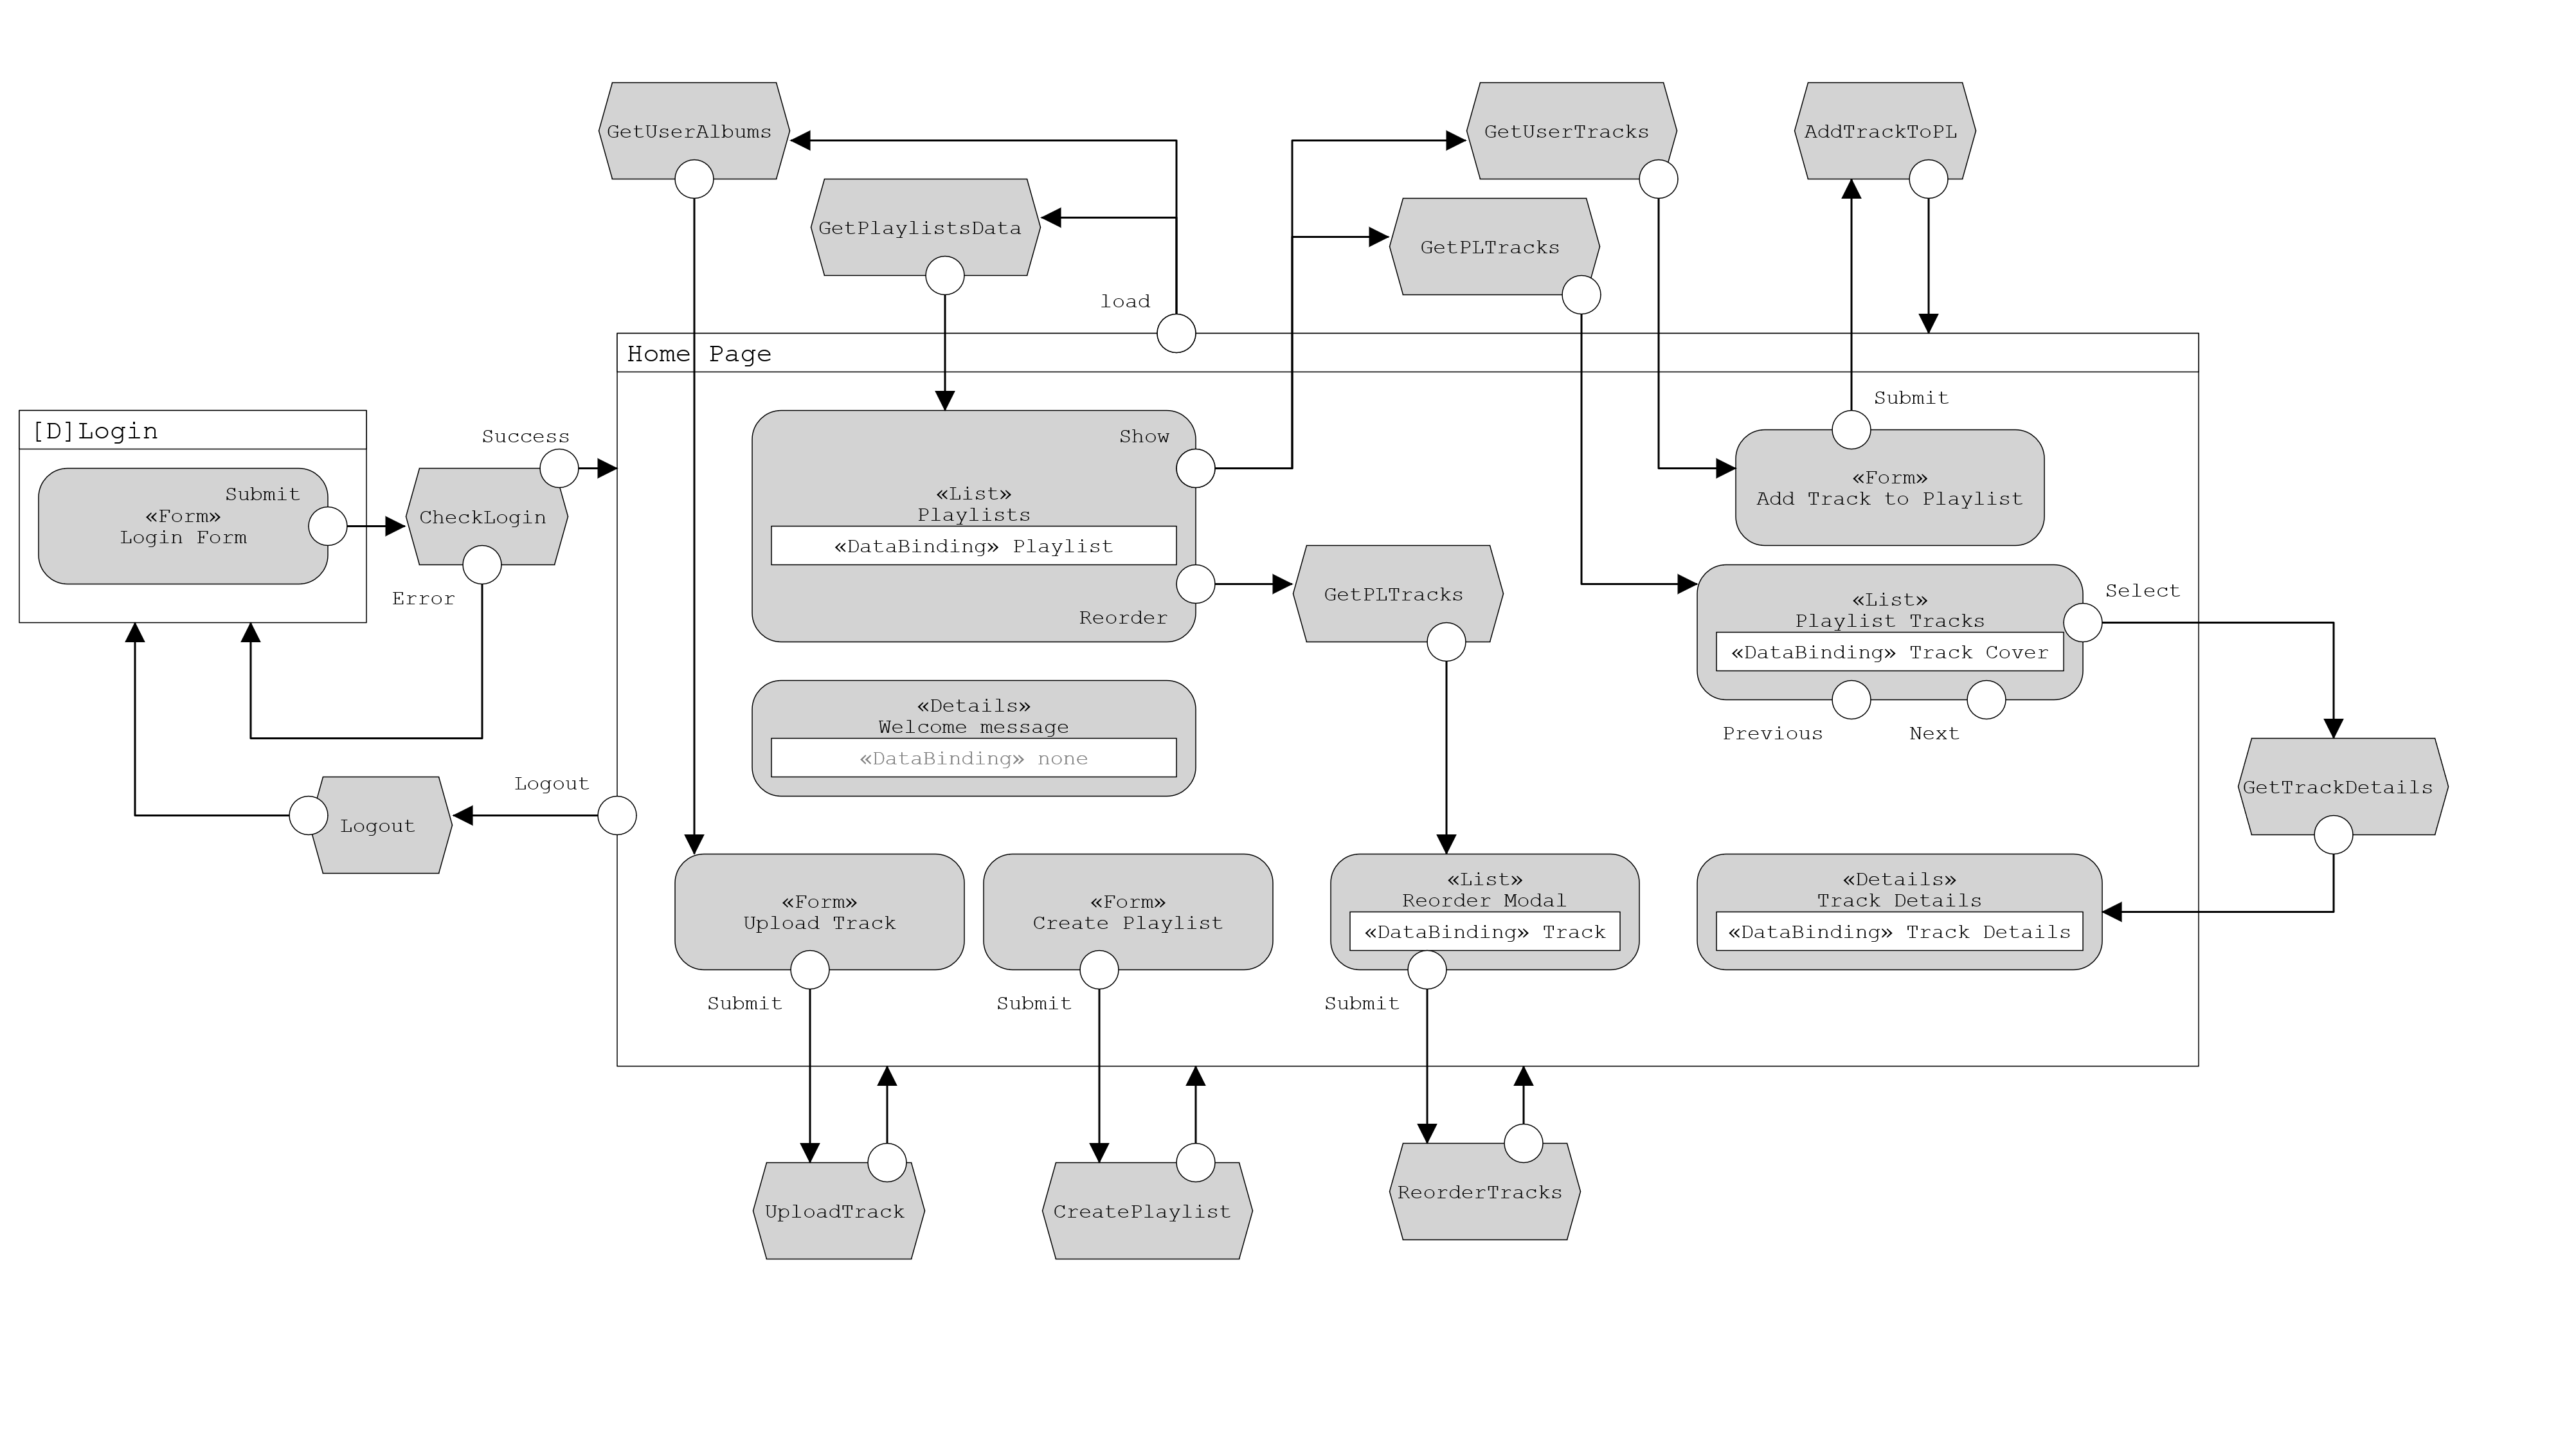 GetUserAlbums
GetUserTracks
AddTrackToPL
GetPlaylistsData
GetPLTracks
load
Home Page
Submit
[D]Login
Success
Show
Submit
«Form»
Login Form
CheckLogin
Error
«List»
Playlists
«DataBinding» Playlist
Reorder
«Form»
Add Track to Playlist
GetPLTracks
«List»
Playlist Tracks
«DataBinding» Track Cover
Select
Previous
Next
«Details»
Welcome message
«DataBinding» none
Logout
Logout
GetTrackDetails
«Form»
Upload Track
«Form»
Create Playlist
«List»
Reorder Modal
«DataBinding» Track
«Details»
Track Details
«DataBinding» Track Details
Submit
Submit
Submit
UploadTrack
CreatePlaylist
ReorderTracks